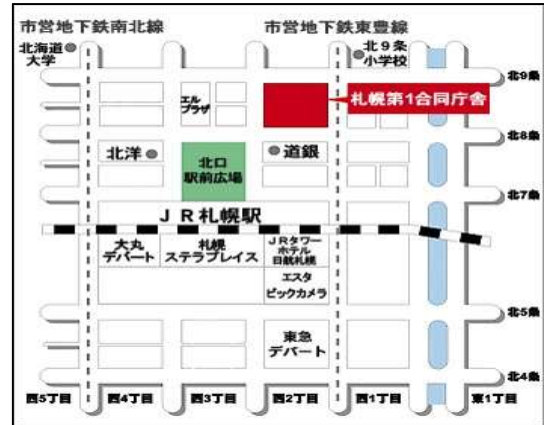 市営地下鉄南北線
市営地下鉄東豊線
北海道
大学
北9条
小学校
北9条
エル
プラザ
札幌第1合同庁舎
北8条
北洋
北口
駅前広場
道銀
北7条
JR札幌駅
大丸
デパート
札幌
ステラプレイス
JRタワー
ホテル
日航札幌
エスタ
ビックカメラ
北5条
東急
デパート
北4条
西5丁目
西4丁目
西3丁目
西2丁目
西1丁目
東1丁目